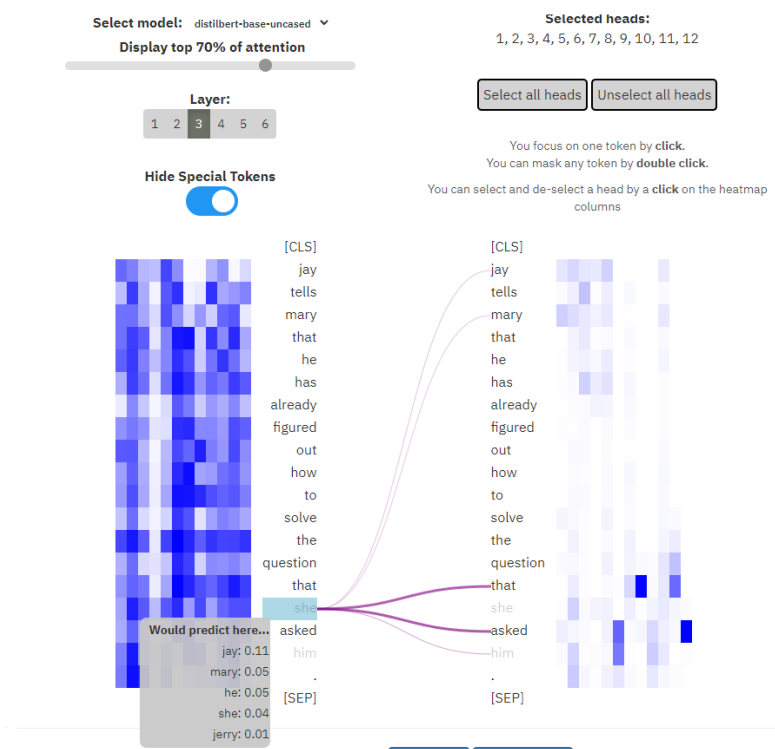 Select model: distilbert-base-uncased
Display top 70% of attention
Layer:
1 2 3 4 5 6
Hide Special Tokens
Selected heads:
1, 2, 3, 4, 5, 6, 7, 8, 9, 10, 11, 12
Select all heads Unselect all heads
You focus on one token by click.
You can mask any token by double click.
You can select and de-select a head by a click on the heatmap
columns
[CLS] [CLS]
jay jay
tells tells
mary mary
that that
he he
has has
already already
figured figured
out out
how how
to to
solve solve
the the
question question
that that
she she
asked asked
him him
. .
[SEP] [SEP]
Would predict here...
jay: 0.11
mary: 0.05
he: 0.05
she: 0.04
jerry: 0.01